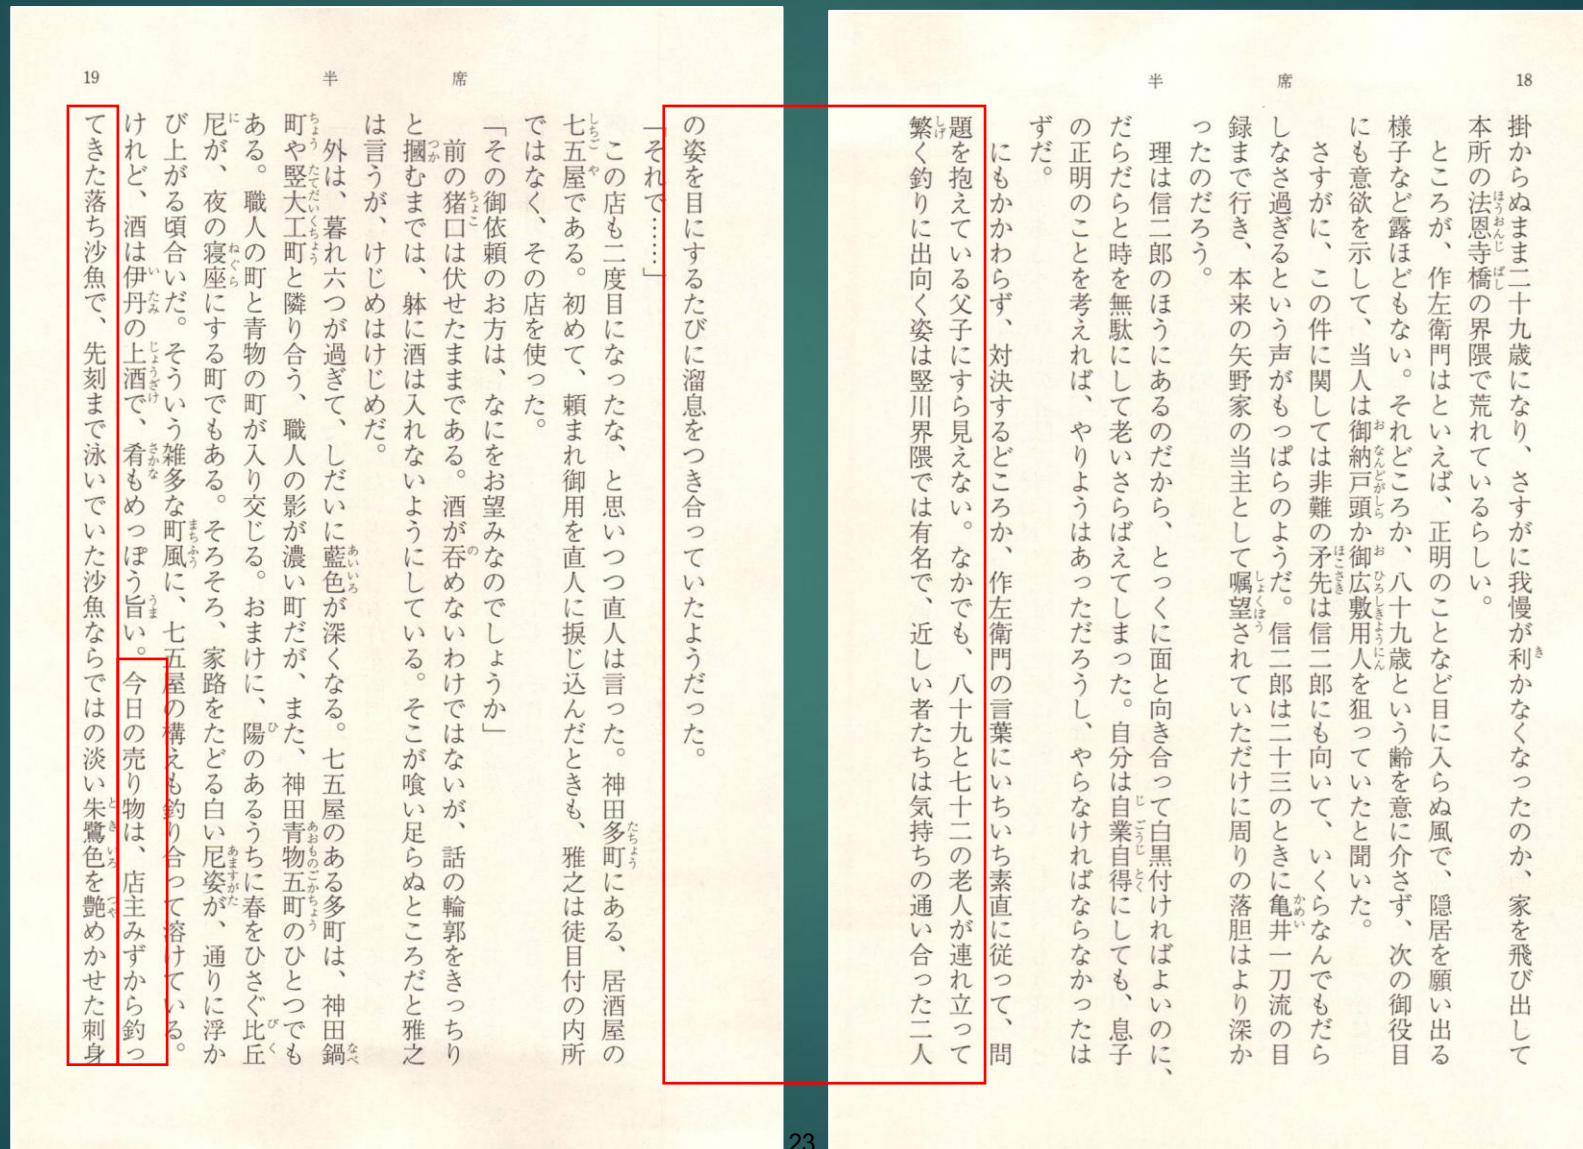 18
半席
掛からぬまま二十九歳になり、さすがに我慢が利かなくなったのか、家を飛び出して
本所の法恩寺橋の界隈で荒れているらしい。
ところが、作左衛門はといえば、正明のことなど目に入らぬ風で、隠居を願い出る
様子など露ほどもない。それどころか、八十九歳という齢を意に介さず、次の御役目
にも意欲を示して、当人は御納戸頭か御広敷用人を狙っていたと聞いた。
さすがに、この件に関しては非難の矛先は信二郎にも向いて、いくらなんでもだら
しなさ過ぎるという声がもっぱらのようだ。信二郎は二十三のときに亀井一刀流の目
録まで行き、本来の矢野家の当主として嘱望されていただけに周りの落胆はより深か
ったのだろう。
理は信二郎のほうにあるのだから、とっくに面と向き合って白黒付ければよいのに、
だらだらと時を無駄にして老いさらばえてしまった。自分は自業自得にしても、息子
の正明のことを考えれば、やりようはあっただろうし、やらなければならなかったは
ずだ。
にもかかわらず、対決するどころか、作左衛門の言葉にいちいち素直に従って、問
題を抱えている父子にすら見えない。なかでも、八十九と七十二の老人が連れ立って
繁く釣りに出向く姿は竪川界隈では有名で、近しい者たちは気持ちの通い合った二人
半席
19
の姿を目にするたびに溜息をつき合っていたようだった。
「それで……」
この店も二度目になったな、と思いつつ直人は言った。神田多町にある、居酒屋の
七五屋である。初めて、頼まれ御用を直人に捩じ込んだときも、雅之は徒目付の内所
ではなく、その店を使った。
「その御依頼のお方は、なにをお望みなのでしょうか」
前の猪口は伏せたままである。酒が呑めないわけではないが、話の輪郭をきっちり
と摑むまでは、躰に酒は入れないようにしている。そこが喰い足らぬところだと雅之
は言うが、けじめはけじめだ。
外は、暮れ六つが過ぎて、しだいに藍色が深くなる。七五屋のある多町は、神田鍋
町や竪大工町と隣り合う、職人の影が濃い町だが、また、神田青物五町のひとつでも
ある。職人の町と青物の町が入り交じる。おまけに、陽のあるうちに春をひさぐ比丘
尼が、夜の寝座にする町でもある。そろそろ、家路をたどる白い尼姿が、通りに浮か
び上がる頃合いだ。そういう雑多な町風に、七五屋の構えも釣り合って溶けている。
けれど、酒は伊丹の上酒で、肴もめっぽう旨い。今日の売り物は、店主みずから釣っ
てきた落ち沙魚で、先刻まで泳いでいた沙魚ならではの淡い朱鷺色を艶めかせた刺身
23